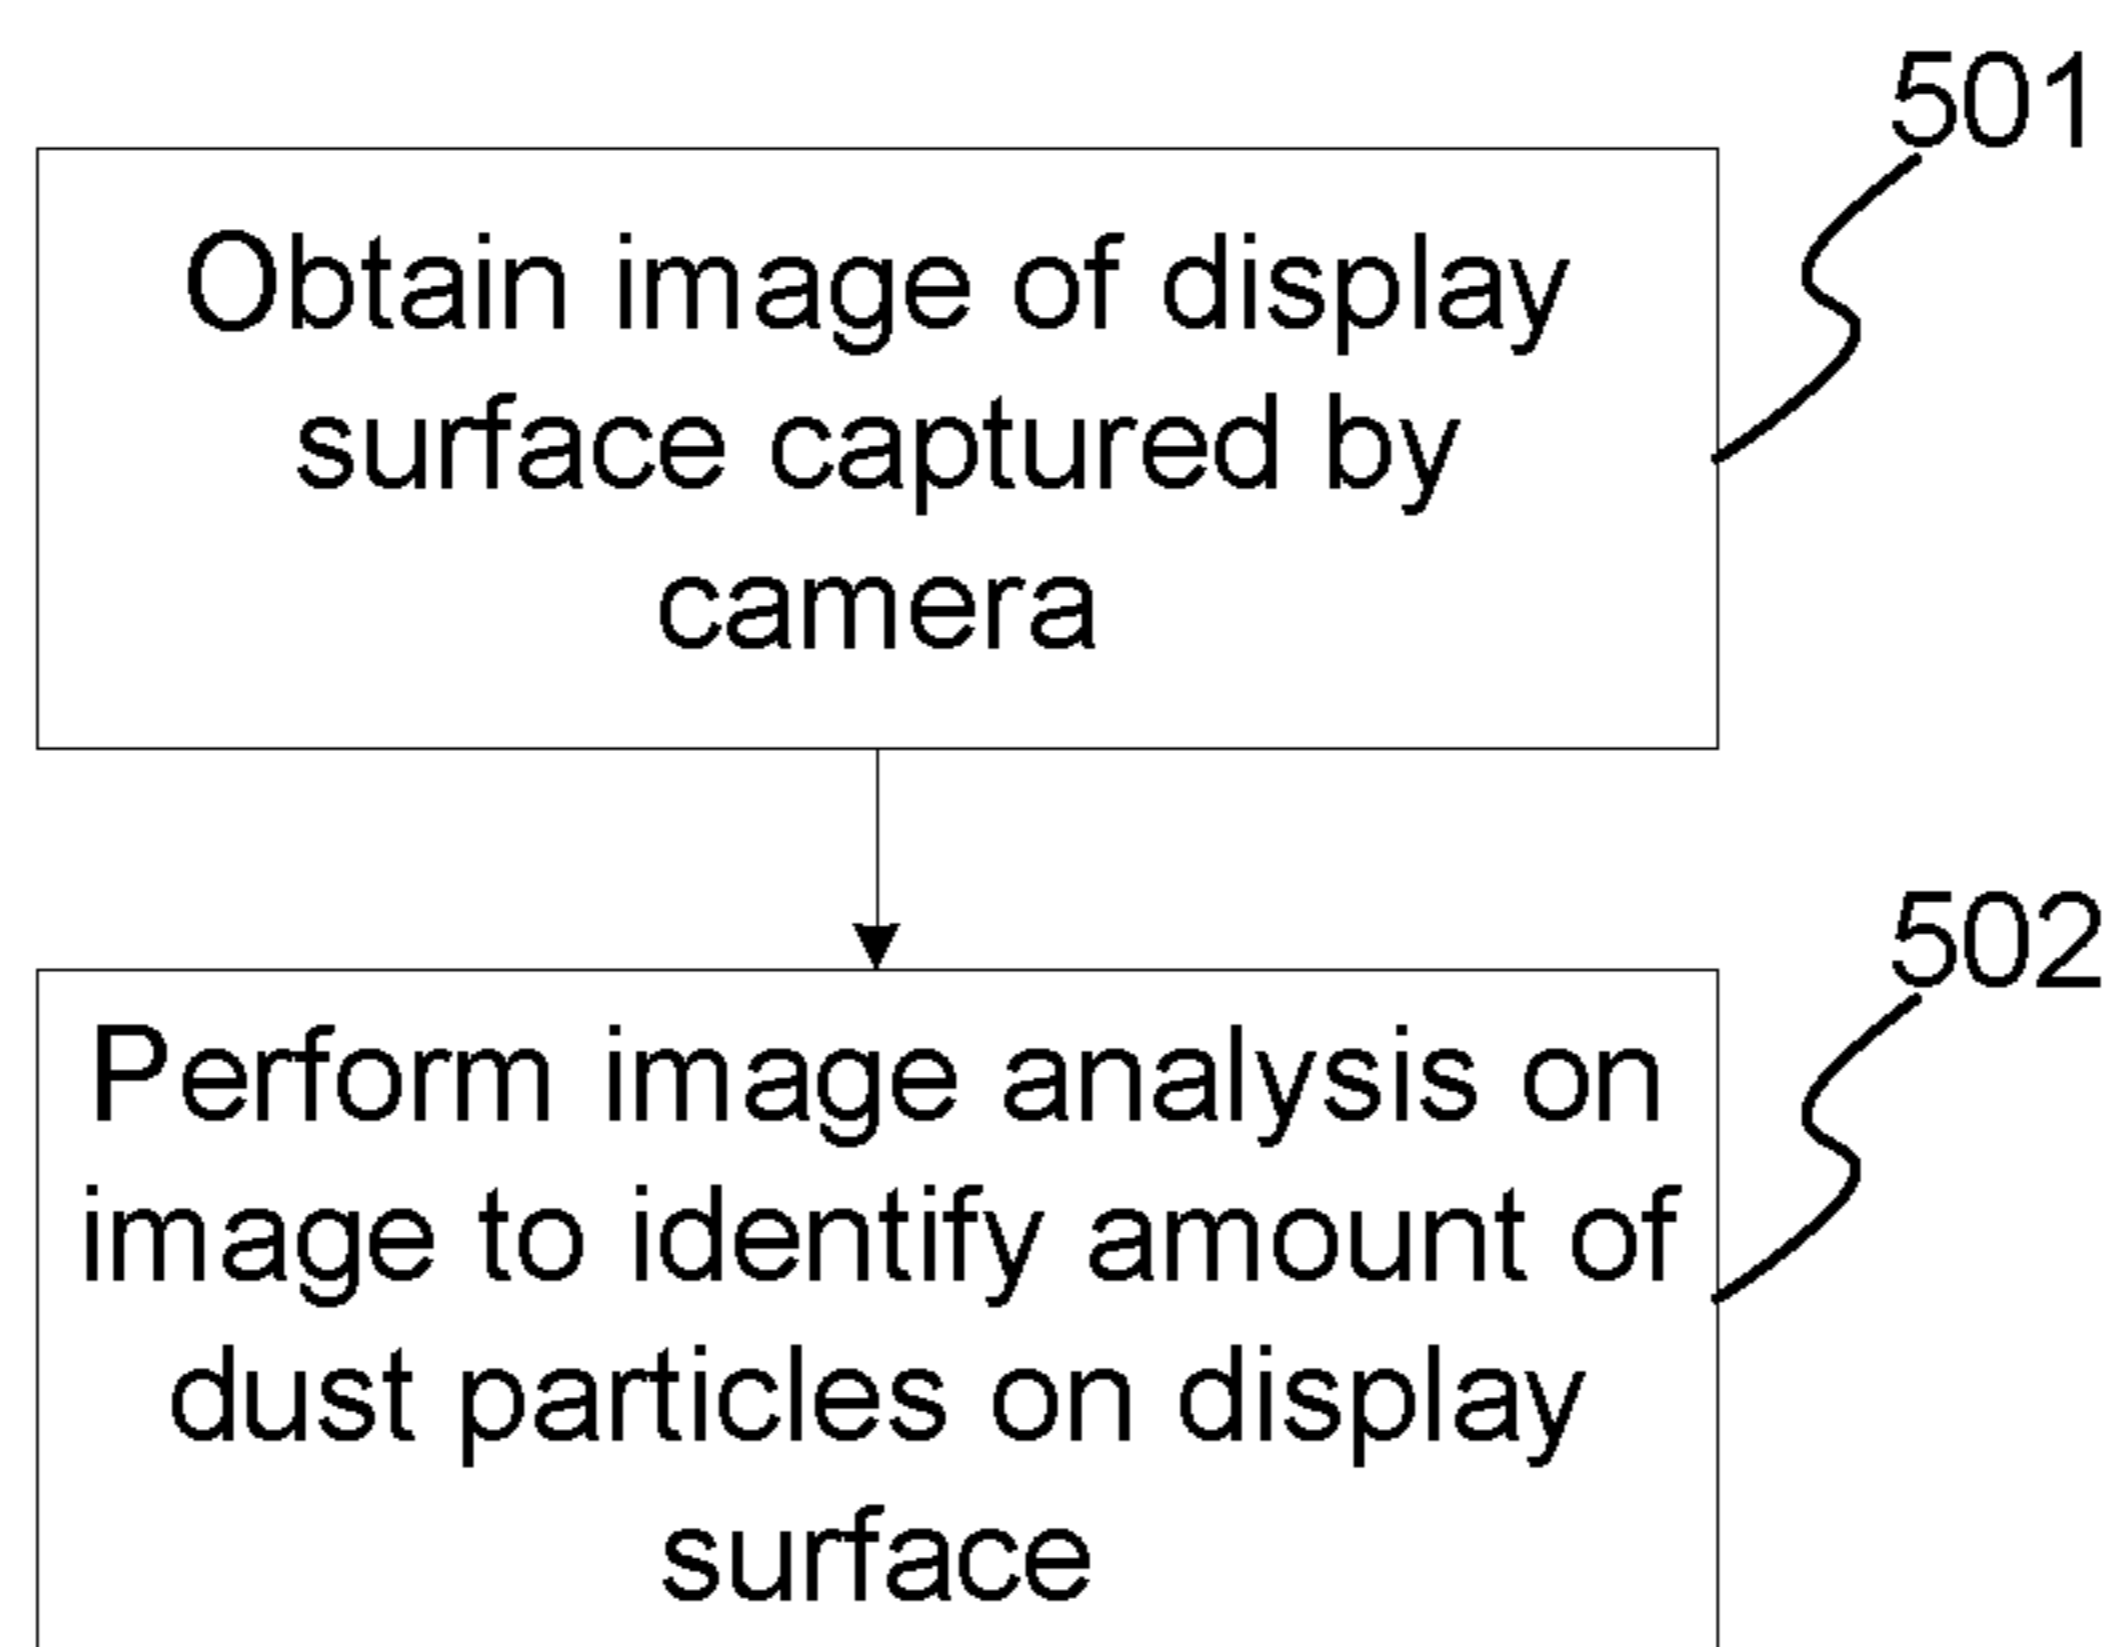 501
Obtain image of display
surface captured by
camera
502
Perform image analysis on
image to identify amount of
dust particles on display
surface